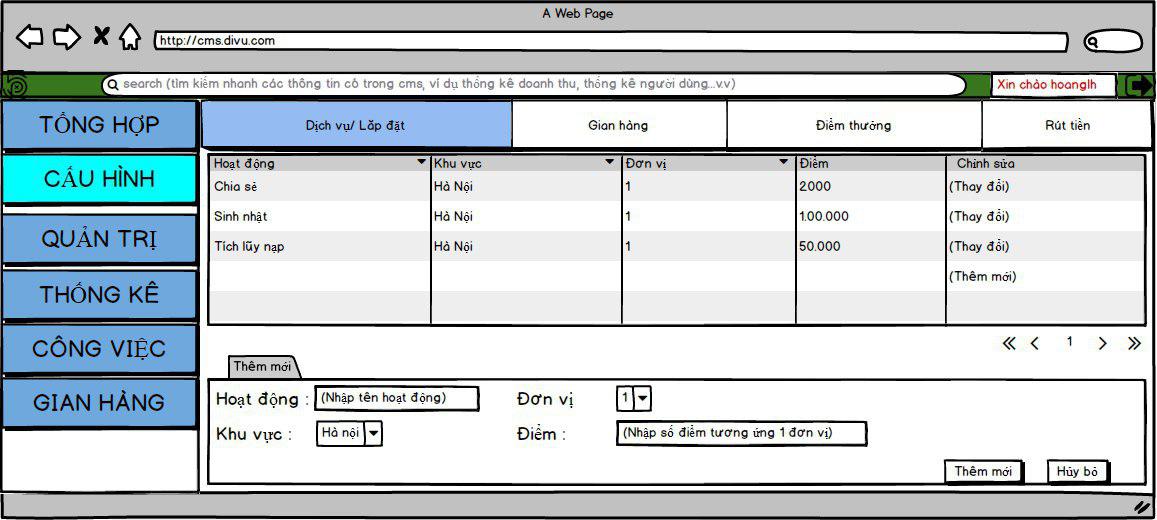 A Web Page
http://cms.divu.com
search (tìm kiếm nhanh các thông tin có trong cms, ví dụ thống kê doanh thu, thống kê người dùng...v.v)
Xin chào hoanglh
TỔNG HỢP
CẤU HÌNH
QUẢN TRỊ
THỐNG KÊ
CÔNG VIỆC
GIAN HÀNG
Dịch vụ/ Lắp đặt Gian hàng Điểm thưởng Rút tiền
Hoạt động Khu vực Đơn vị Điểm Chỉnh sửa
Chia sẻ Hà Nội 1 2000 (Thay đổi)
Sinh nhật Hà Nội 1 1.00.000 (Thay đổi)
Tích lũy nạp Hà Nội 1 50.000 (Thay đổi)
(Thêm mới)
1
Thêm mới
Hoạt động : (Nhập tên hoạt động) Đơn vị 1
Khu vực : Hà nội Điểm : (Nhập số điểm tương ứng 1 đơn vị)
Thêm mới Hủy bỏ